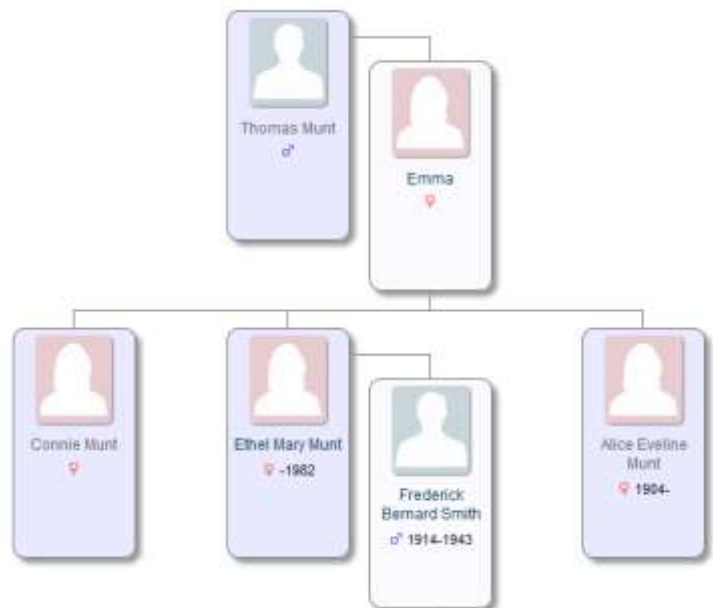 Thomas Munt
♂
Emma
♀
Connie Munt
♀
Ethel Mary Munt
♀ -1982
Frederick
Bernard Smith
♂ 1914-1943
Alice Eveline
Munt
♀ 1904-